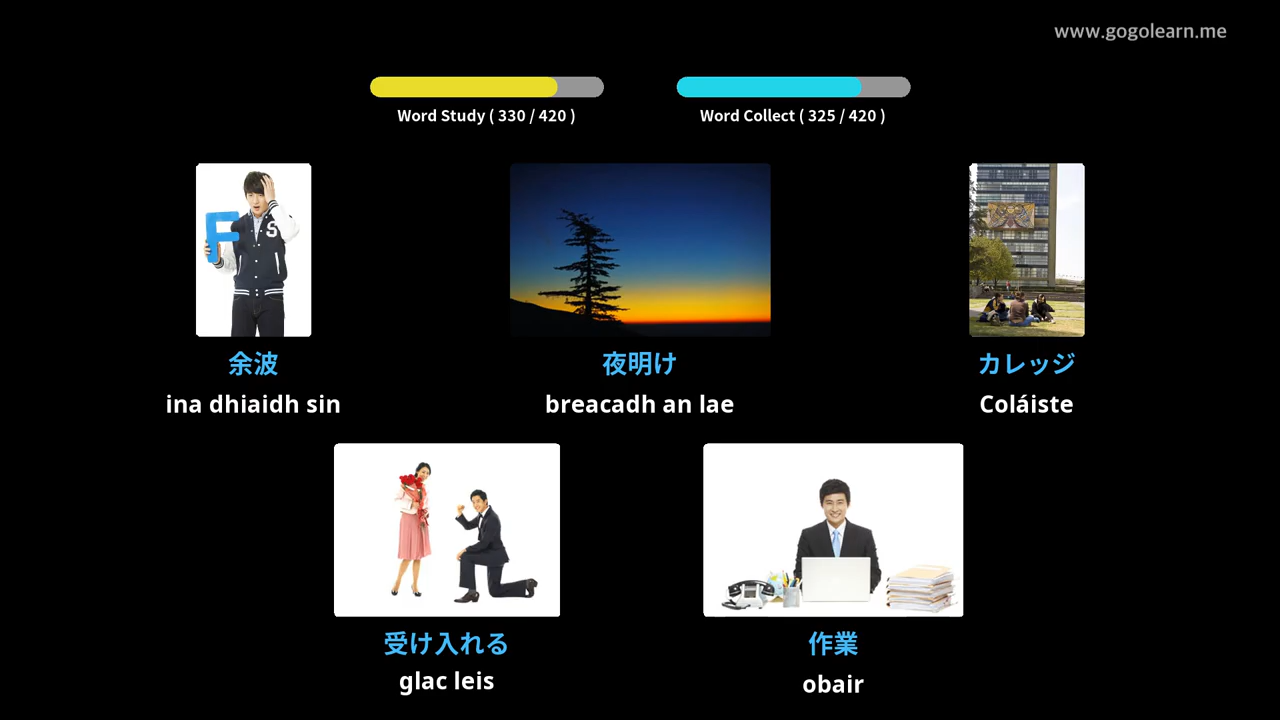 www.gogolearn.me
Word Study ( 330 / 420 )
Word Collect ( 325 / 420 )
F
S
余波
夜明け
カレッジ
ina dhiaidh sin
breacadh an lae
Coláiste
受け入れる
作業
glac leis
obair